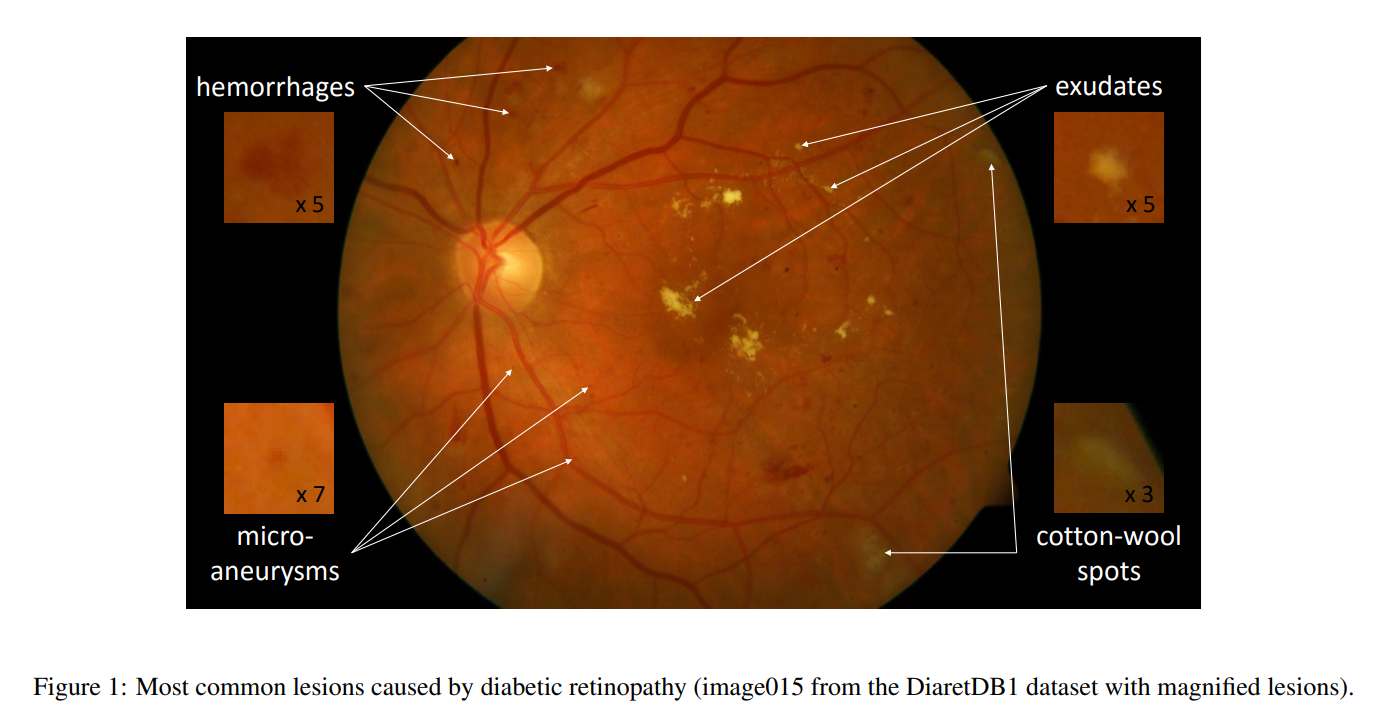 hemorrhages
exudates
x 5
x 5
x 7
x 3
micro-
aneurysms
cotton-wool
spots
Figure 1: Most common lesions caused by diabetic retinopathy (image015 from the DiaretDB1 dataset with magnified lesions).